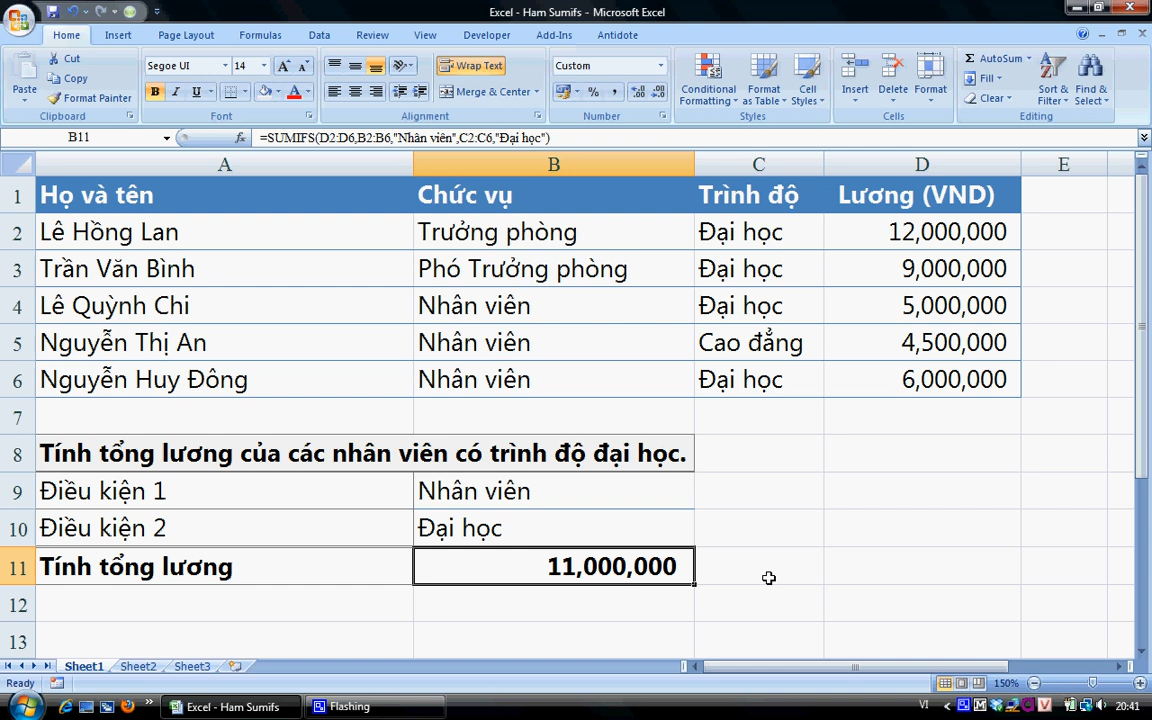 Excel - Ham Sumifs - Microsoft Excel
Home Insert Page Layout Formulas Data Review View Developer Add-Ins Antidote
Paste Cut Copy Format Painter Clipboard
Segoe UI 14 B I U A Font
Wrap Text Merge & Center Alignment
Custom % , Number
Conditional Formatting Format as Table Cell Styles Styles
Insert Delete Format Cells
Σ AutoSum Fill Clear Sort & Filter Find & Select Editing
B11 fx =SUMIFS(D2:D6,B2:B6,"Nhân viên",C2:C6,"Đại học")
A B C D E
1 Họ và tên Chức vụ Trình độ Lương (VND)
2 Lê Hồng Lan Trưởng phòng Đại học 12,000,000
3 Trần Văn Bình Phó Trưởng phòng Đại học 9,000,000
4 Lê Quỳnh Chi Nhân viên Đại học 5,000,000
5 Nguyễn Thị An Nhân viên Cao đẳng 4,500,000
6 Nguyễn Huy Đông Nhân viên Đại học 6,000,000
7
8 Tính tổng lương của các nhân viên có trình độ đại học.
9 Điều kiện 1 Nhân viên
10 Điều kiện 2 Đại học
11 Tính tổng lương 11,000,000
12
13
Sheet1 Sheet2 Sheet3
Ready 150%
Excel - Ham Sumifs Flashing VI 20:41